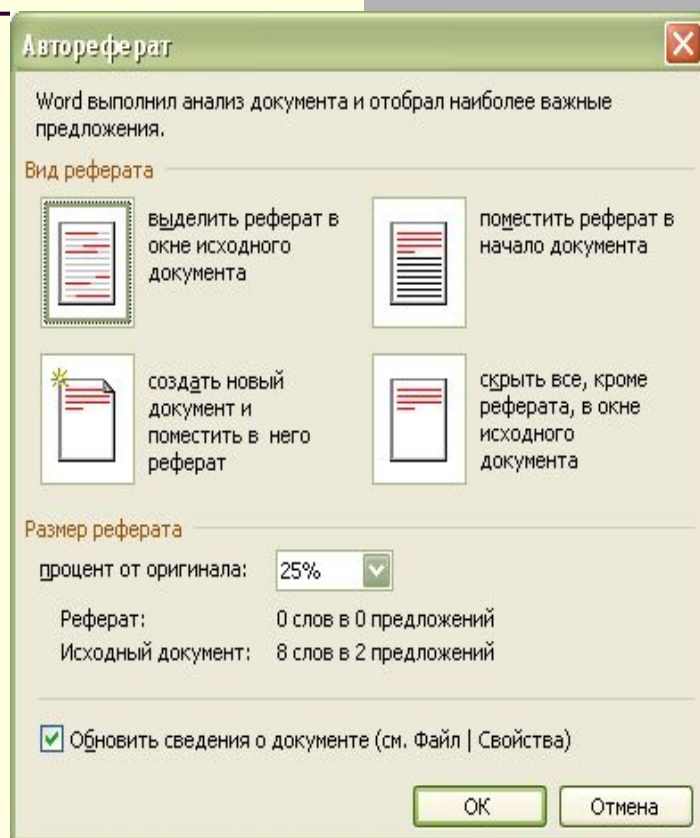 Автореферат
Word выполнил анализ документа и отобрал наиболее важные
предложения.
Вид реферата
выделить реферат в
окне исходного
документа
поместить реферат в
начало документа
создать новый
документ и
поместить в него
реферат
скрыть все, кроме
реферата, в окне
исходного
документа
Размер реферата
процент от оригинала: 25%
Реферат: 0 слов в 0 предложений
Исходный документ: 8 слов в 2 предложений
Обновить сведения о документе (см. Файл | Свойства)
ОК Отмена